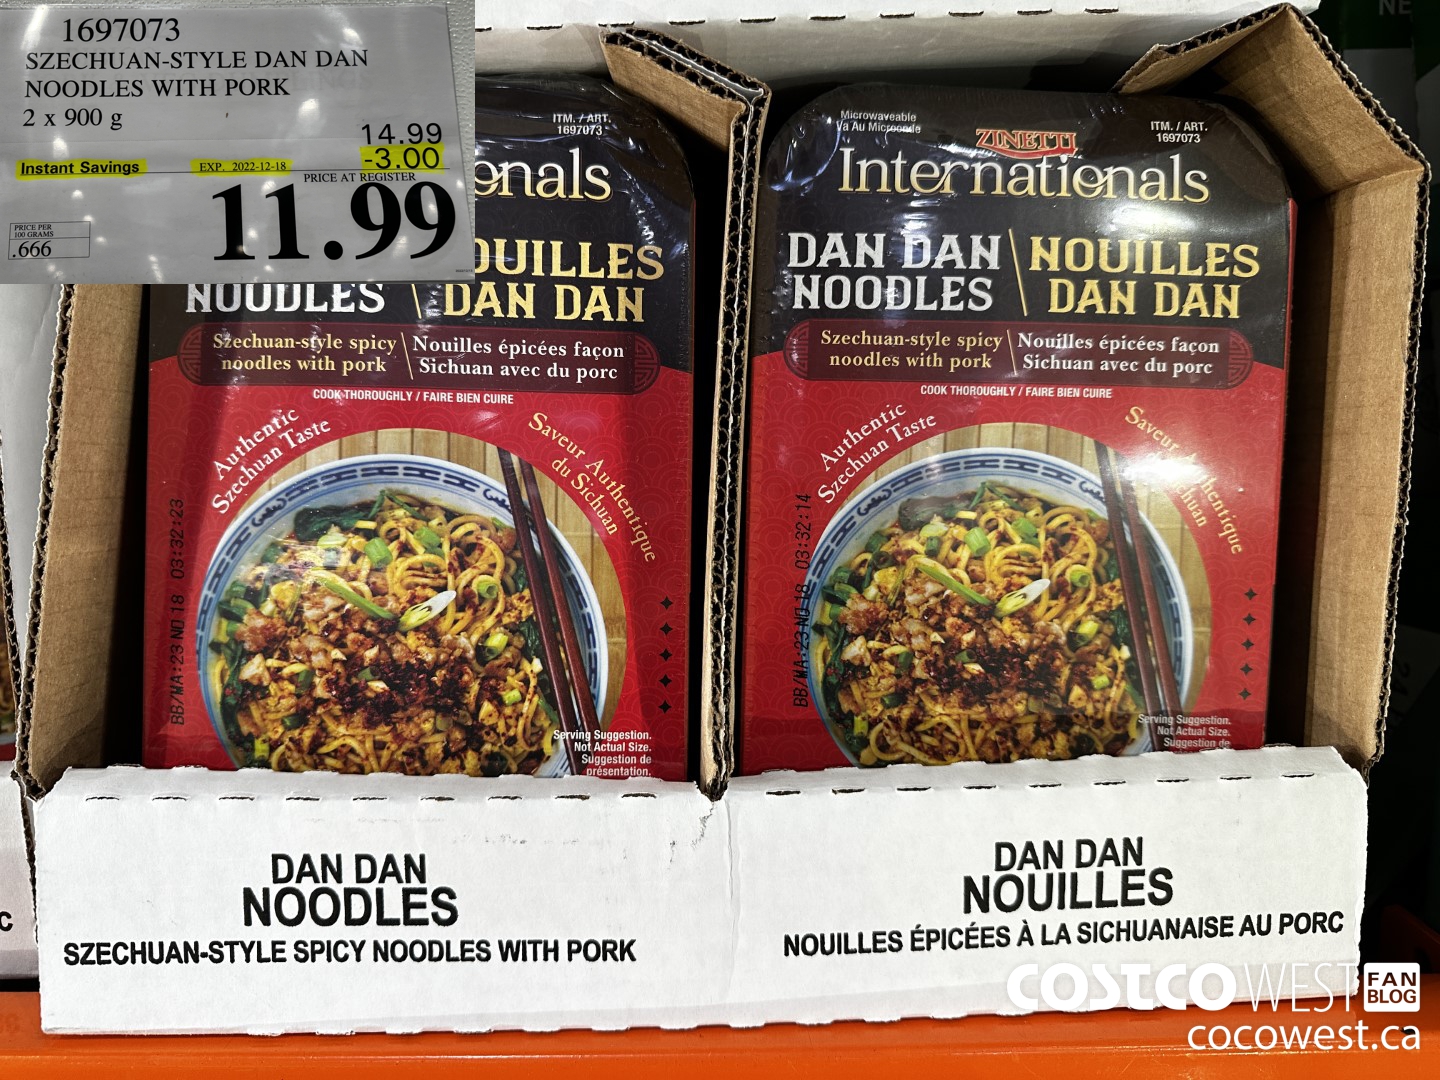 1697073
SZECHUAN-STYLE DAN DAN
NOODLES WITH PORK
2 x 900 g
14.99
Instant Savings
EXP. 2022-12-18
-3.00
PRICE AT REGISTER
11.99
PRICE PER
100 GRAMS
.666
ITM. / ART.
1697073
onals
OUILLES
NOODLES \ DAN DAN
Szechuan-style spicy
noodles with pork
Nouilles épicées façon
Sichuan avec du porc
COOK THOROUGHLY / FAIRE BIEN CUIRE
Authentic
Szechuan Taste
Saveur Authentique
du Sichuan
BB/MA:23 NO 18 03:32:23
Serving Suggestion.
Not Actual Size.
Suggestion de
présentation.
Microwaveable
Va Au Microonde
ZINETTI
ITM. / ART.
1697073
Internationals
DAN DAN
NOODLES
NOUILLES
DAN DAN
Szechuan-style spicy
noodles with pork
Nouilles épicées façon
Sichuan avec du porc
COOK THOROUGHLY / FAIRE BIEN CUIRE
Authentic
Szechuan Taste
Saveur Authentique
du Sichuan
BB/MA:23 NO 18 03:32:14
Serving Suggestion.
Not Actual Size.
Suggestion de
DAN DAN
NOODLES
SZECHUAN-STYLE SPICY NOODLES WITH PORK
DAN DAN
NOUILLES
NOUILLES ÉPICÉES À LA SICHUANAISE AU PORC
C
NE
COSTCO WEST FAN BLOG
cocowest.ca